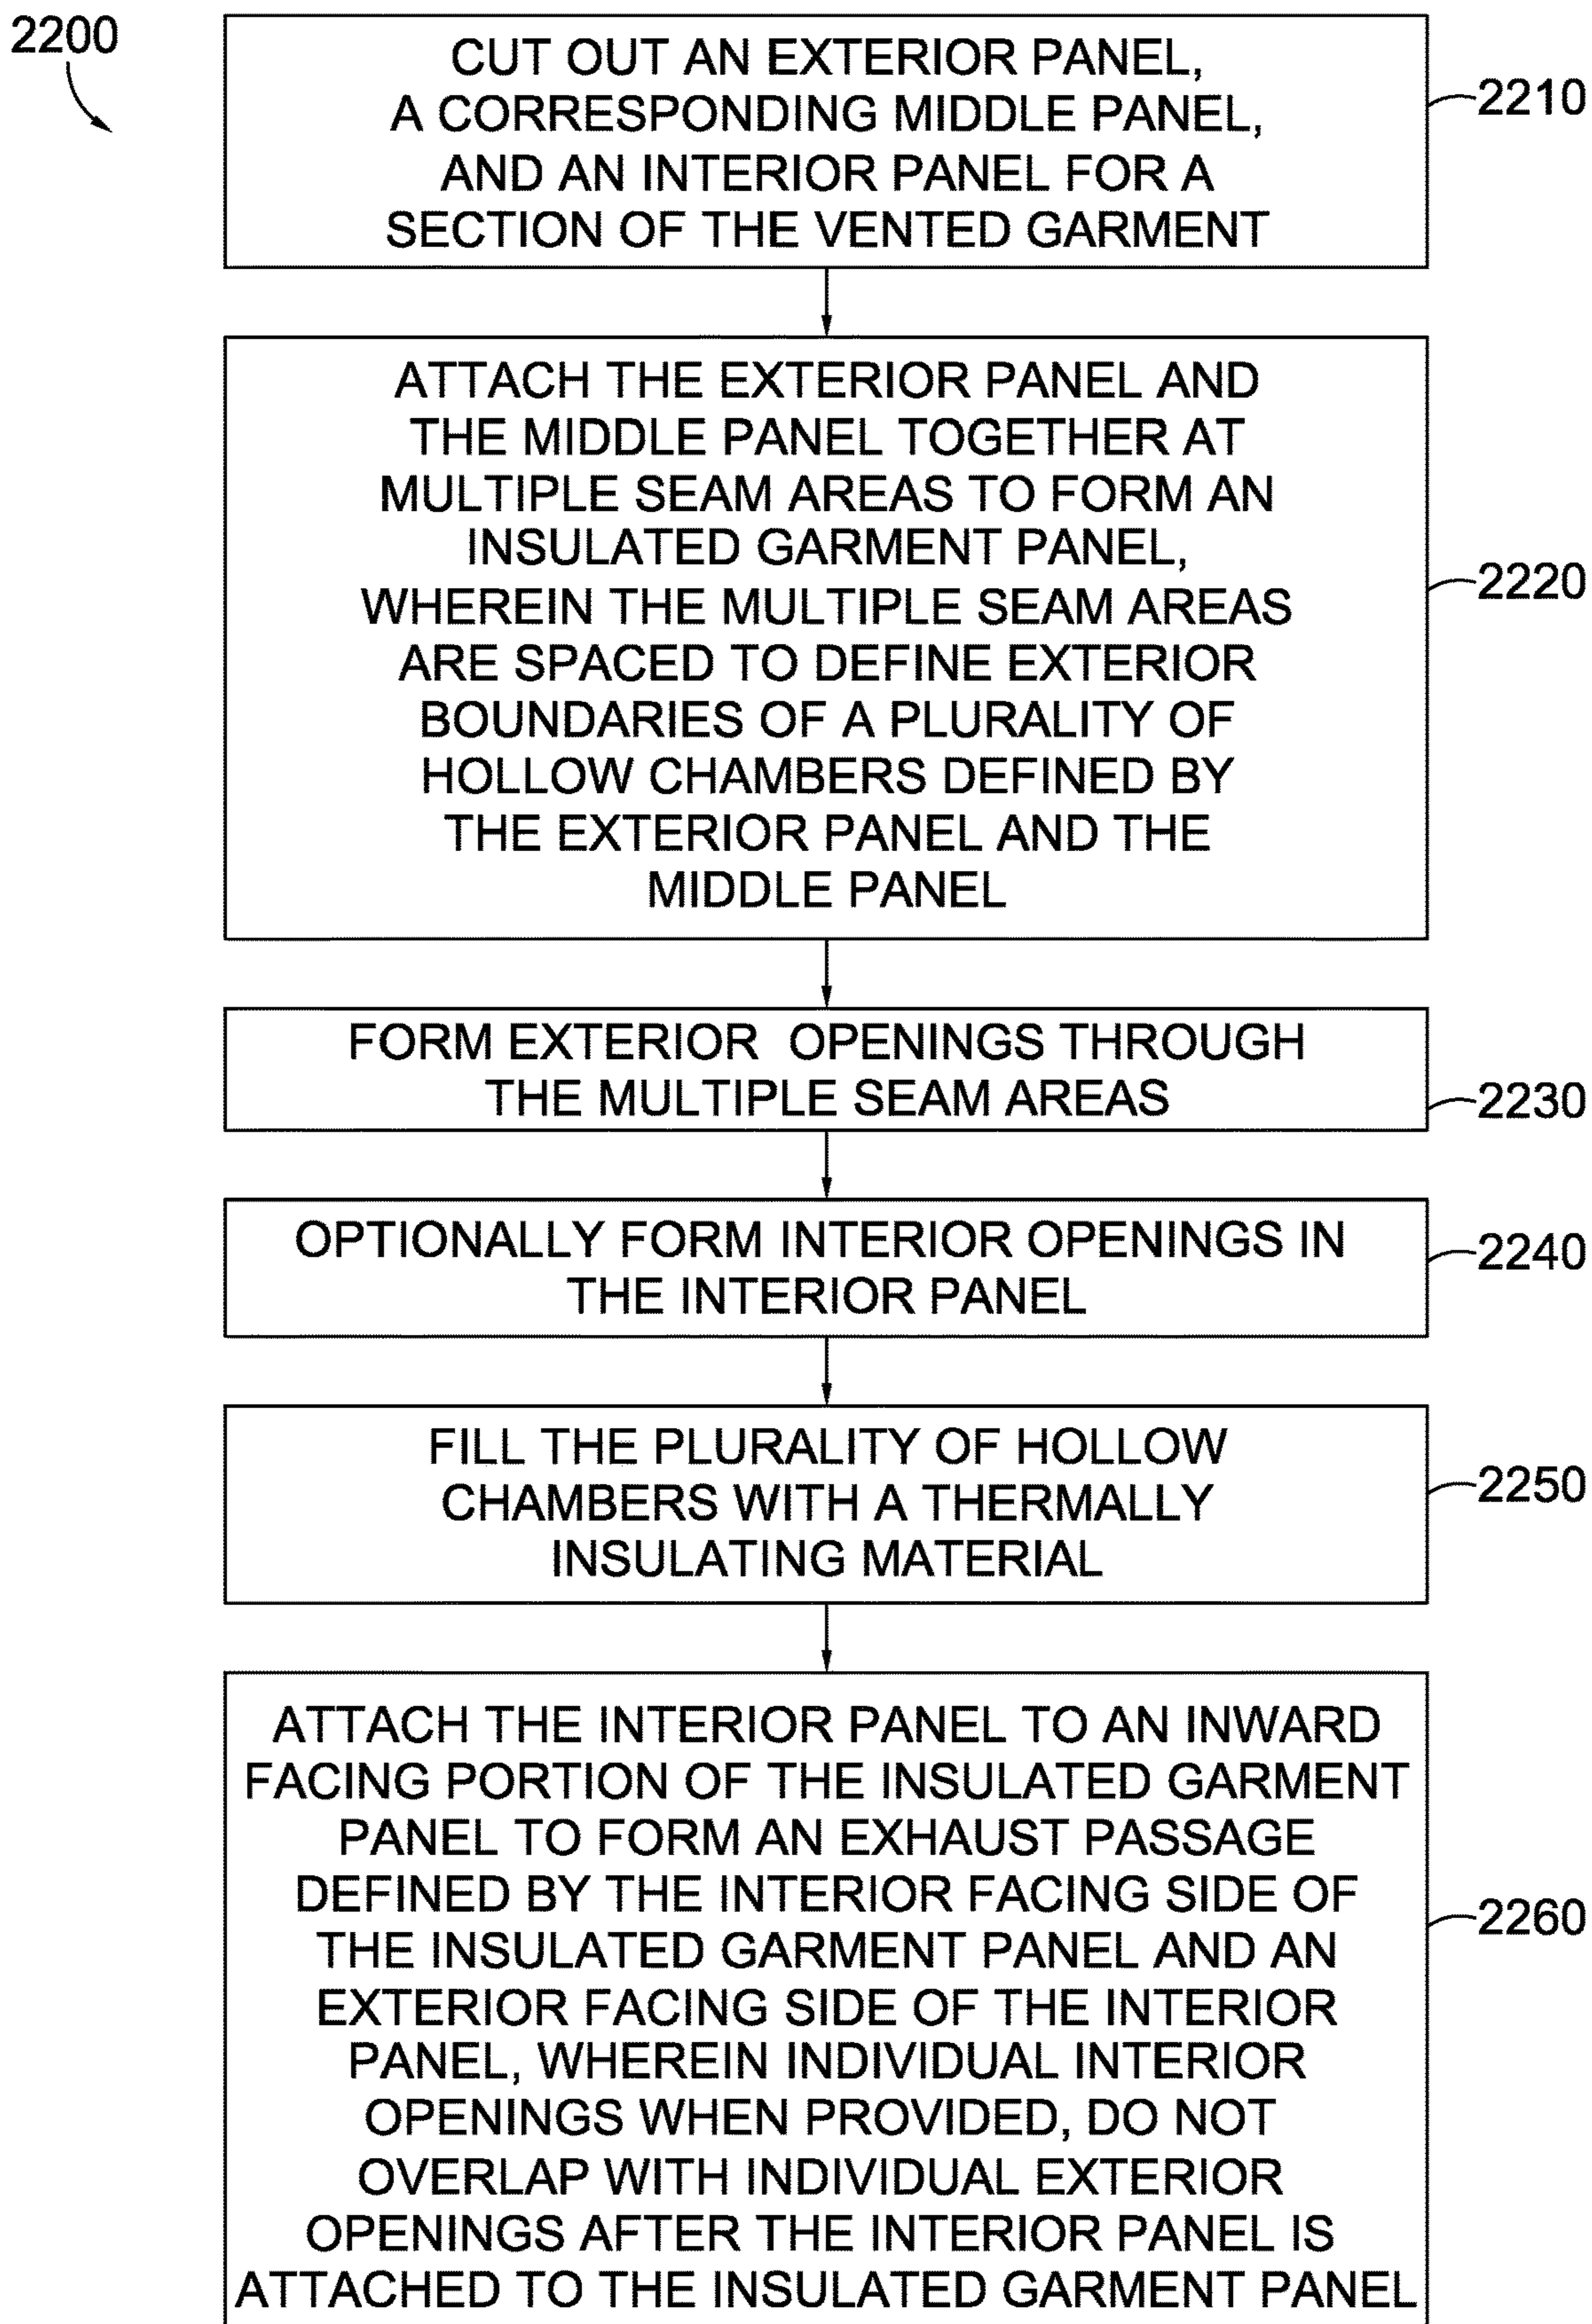 2200
CUT OUT AN EXTERIOR PANEL,
A CORRESPONDING MIDDLE PANEL,
AND AN INTERIOR PANEL FOR A
SECTION OF THE VENTED GARMENT
2210
ATTACH THE EXTERIOR PANEL AND
THE MIDDLE PANEL TOGETHER AT
MULTIPLE SEAM AREAS TO FORM AN
INSULATED GARMENT PANEL,
WHEREIN THE MULTIPLE SEAM AREAS
ARE SPACED TO DEFINE EXTERIOR
BOUNDARIES OF A PLURALITY OF
HOLLOW CHAMBERS DEFINED BY
THE EXTERIOR PANEL AND THE
MIDDLE PANEL
2220
FORM EXTERIOR OPENINGS THROUGH
THE MULTIPLE SEAM AREAS
2230
OPTIONALLY FORM INTERIOR OPENINGS IN
THE INTERIOR PANEL
2240
FILL THE PLURALITY OF HOLLOW
CHAMBERS WITH A THERMALLY
INSULATING MATERIAL
2250
ATTACH THE INTERIOR PANEL TO AN INWARD
FACING PORTION OF THE INSULATED GARMENT
PANEL TO FORM AN EXHAUST PASSAGE
DEFINED BY THE INTERIOR FACING SIDE OF
THE INSULATED GARMENT PANEL AND AN
EXTERIOR FACING SIDE OF THE INTERIOR
PANEL, WHEREIN INDIVIDUAL INTERIOR
OPENINGS WHEN PROVIDED, DO NOT
OVERLAP WITH INDIVIDUAL EXTERIOR
OPENINGS AFTER THE INTERIOR PANEL IS
ATTACHED TO THE INSULATED GARMENT PANEL
2260